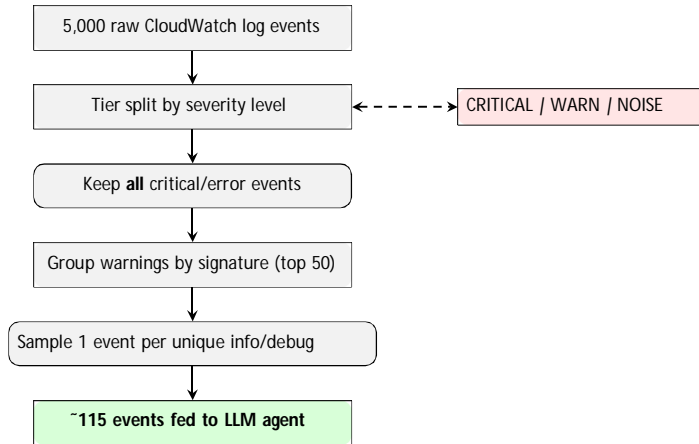 5,000 raw CloudWatch log events
Tier split by severity level
CRITICAL / WARN / NOISE
Keep all critical/error events
Group warnings by signature (top 50)
Sample 1 event per unique info/debug
~115 events fed to LLM agent